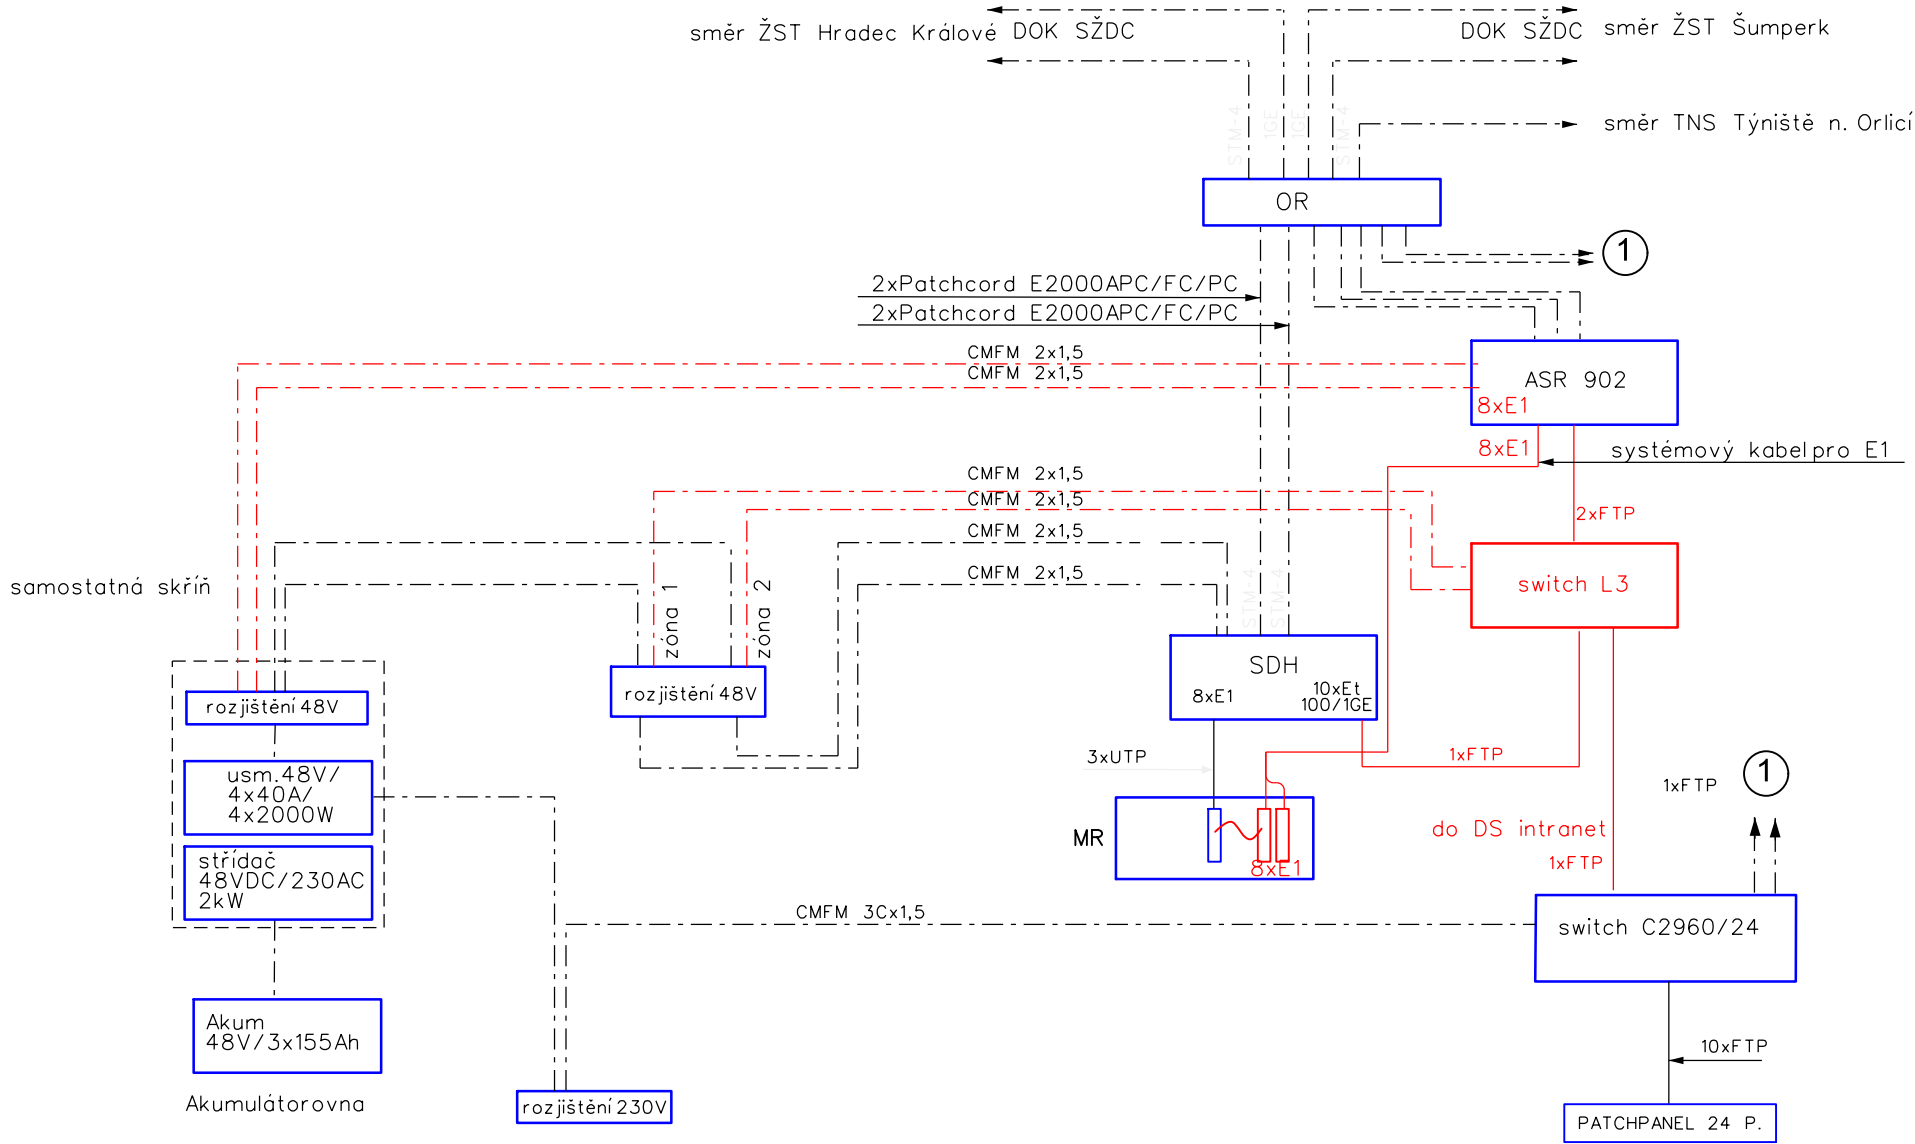 směr ŽST Hradec Králové DOK SŽDC
DOK SŽDC směr ŽST Šumperk
směr TNS Týniště n. Orlicí
STM-4
1GE
1GE
STM-4
OR
1
2xPatchcord E2000APC/FC/PC
2xPatchcord E2000APC/FC/PC
CMFM 2x1,5
CMFM 2x1,5
ASR 902
8xE1
8xE1
systémový kabel pro E1
CMFM 2x1,5
CMFM 2x1,5
2xFTP
CMFM 2x1,5
CMFM 2x1,5
samostatná skříň
zóna 1
zóna 2
STM-4
STM-4
switch L3
rozjištění 48V
rozjištění 48V
SDH
8xE1
10xEt
100/1GE
usm.48V/
4x40A/
4x2000W
3xUTP
1xFTP
1xFTP
1
MR
8xE1
do DS intranet
1xFTP
střídač
48VDC/230AC
2kW
CMFM 3Cx1,5
switch C2960/24
Akum
48V/3x155Ah
Akumulátorovna
rozjištění 230V
10xFTP
PATCHPANEL 24 P.